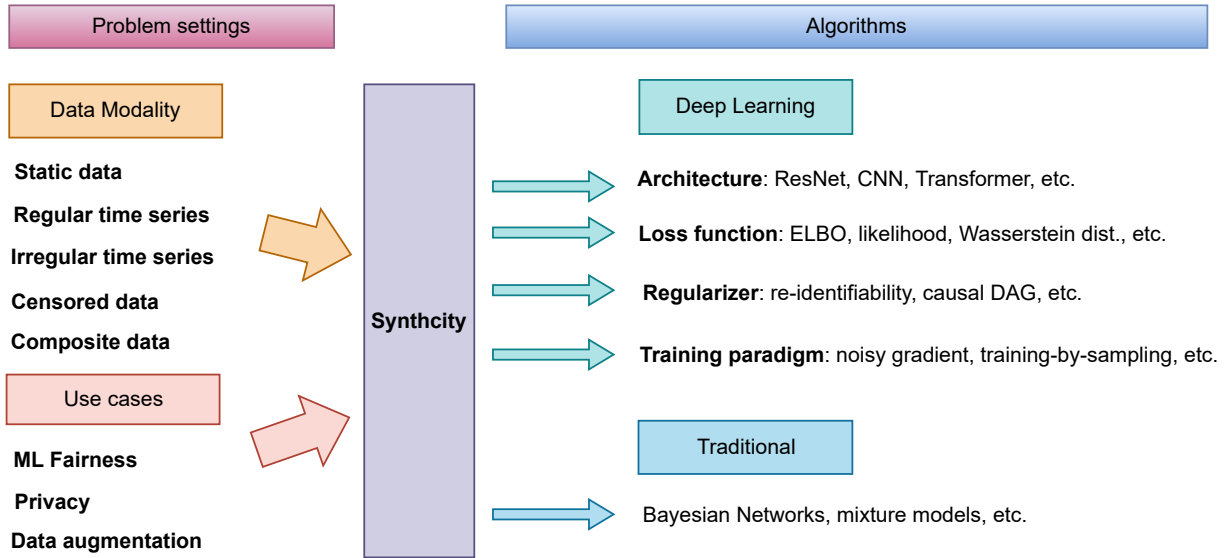 Problem settings
Algorithms
Data Modality
Static data
Regular time series
Irregular time series
Censored data
Composite data
Use cases
ML Fairness
Privacy
Data augmentation
Synthcity
Deep Learning
Architecture: ResNet, CNN, Transformer, etc.
Loss function: ELBO, likelihood, Wasserstein dist., etc.
Regularizer: re-identifiability, causal DAG, etc.
Training paradigm: noisy gradient, training-by-sampling, etc.
Traditional
Bayesian Networks, mixture models, etc.